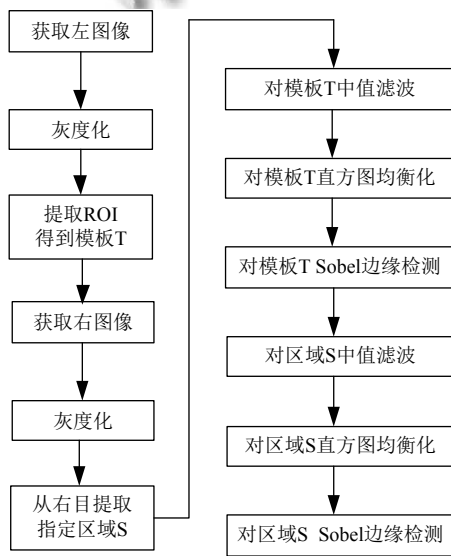 获取左图像
灰度化
提取ROI
得到模板T
获取右图像
灰度化
从右目提取
指定区域S
对模板T中值滤波
对模板T直方图均衡化
对模板T Sobel边缘检测
对区域S中值滤波
对区域S直方图均衡化
对区域S Sobel边缘检测